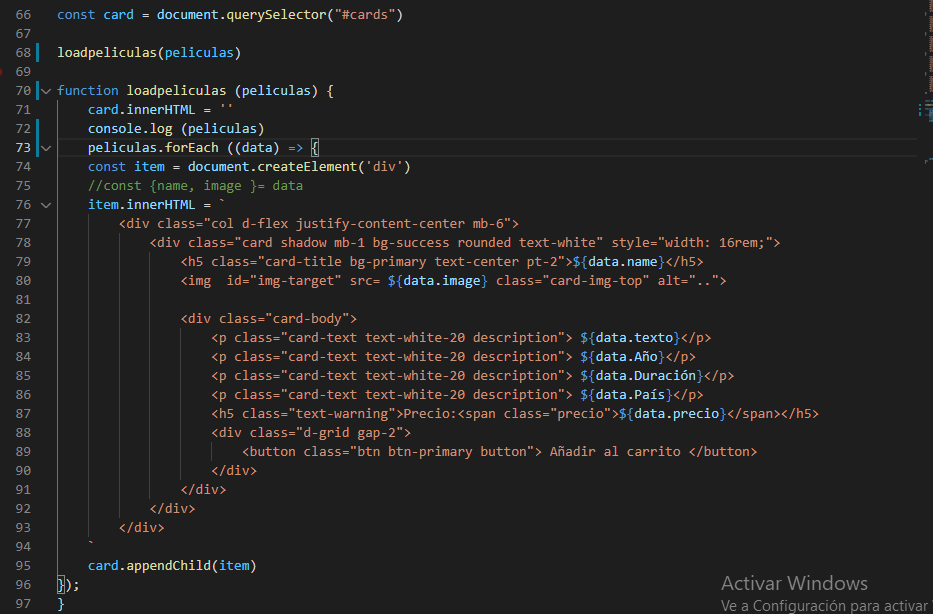 66 const card = document.querySelector("#cards")
67
68 loadpeliculas(peliculas)
69
70 function loadpeliculas (peliculas) {
71 card.innerHTML = ''
72 console.log (peliculas)
73 peliculas.forEach ((data) => {
74 const item = document.createElement('div')
75 //const {name, image }= data
76 item.innerHTML = `
77 <div class="col d-flex justify-content-center mb-6">
78 <div class="card shadow mb-1 bg-success rounded text-white" style="width: 16rem;">
79 <h5 class="card-title bg-primary text-center pt-2">${data.name}</h5>
80 <img  id="img-target" src= ${data.image} class="card-img-top" alt="..">
81
82 <div class="card-body">
83 <p class="card-text text-white-20 description"> ${data.texto}</p>
84 <p class="card-text text-white-20 description"> ${data.Año}</p>
85 <p class="card-text text-white-20 description"> ${data.Duración}</p>
86 <p class="card-text text-white-20 description"> ${data.País}</p>
87 <h5 class="text-warning">Precio:<span class="precio">${data.precio}</span></h5>
88 <div class="d-grid gap-2">
89 <button class="btn btn-primary button"> Añadir al carrito </button>
90 </div>
91 </div>
92 </div>
93 </div>
94 `
95 card.appendChild(item)
96 });
97 }
Activar Windows
Ve a Configuración para activar